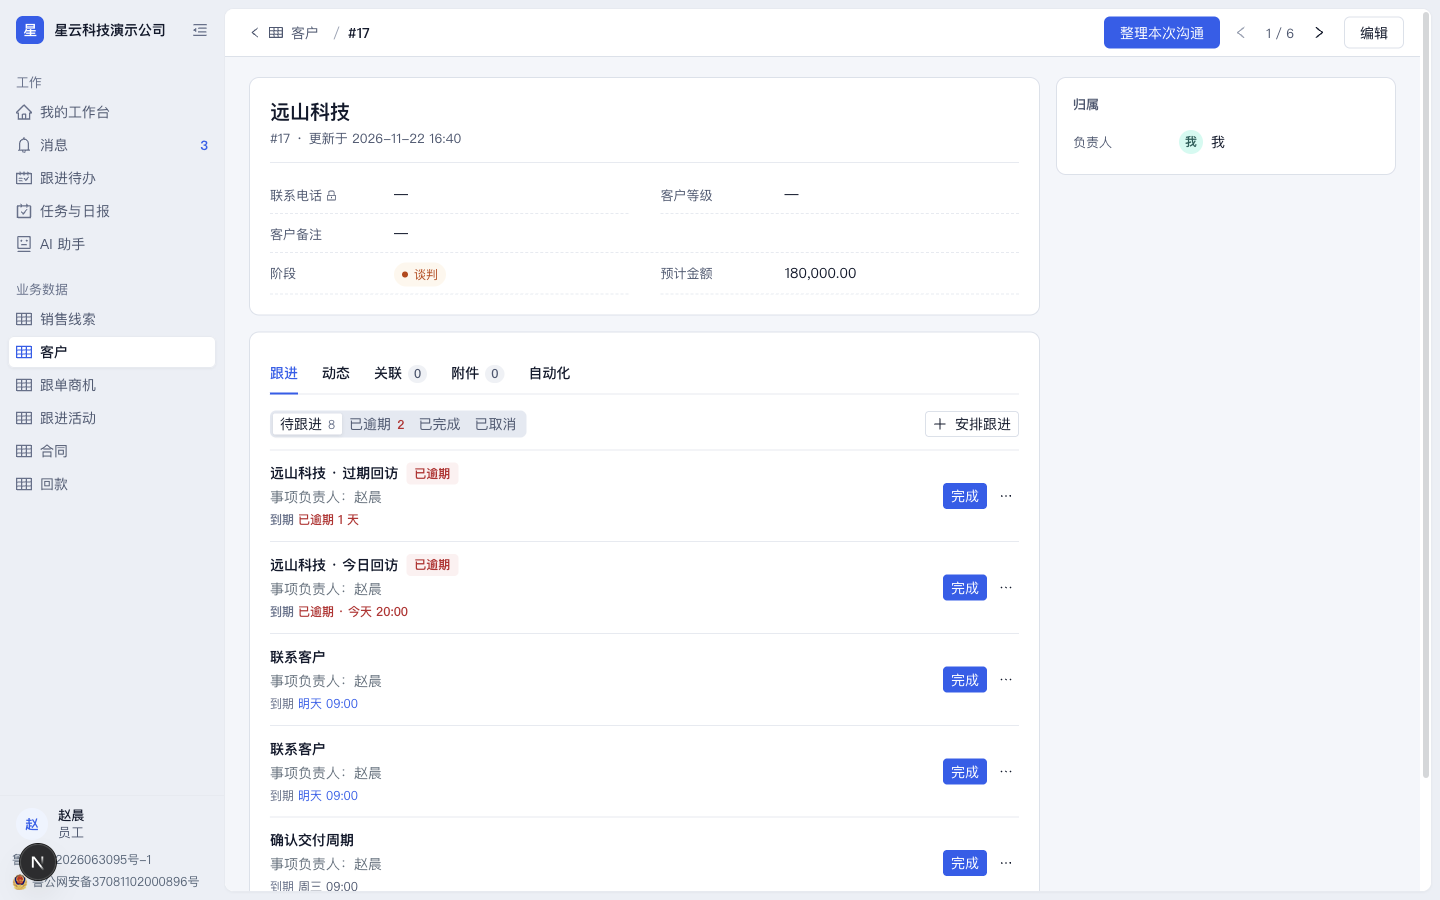 星 星云科技演示公司
工作
我的工作台
消息 3
跟进待办
任务与日报
AI 助手
业务数据
销售线索
客户
跟单商机
跟进活动
合同
回款
赵 赵晨
员工
2026063095号-1
公网安备37081102000896号
客户 / #17
整理本次沟通 1 / 6 编辑
远山科技
#17 · 更新于 2026-11-22 16:40
联系电话 — 客户等级 —
客户备注 —
阶段 谈判 预计金额 180,000.00
跟进 动态 关联 0 附件 0 自动化
待跟进 8 已逾期 2 已完成 已取消 安排跟进
远山科技 · 过期回访 已逾期
事项负责人：赵晨
到期 已逾期 1 天
完成 ···
远山科技 · 今日回访 已逾期
事项负责人：赵晨
到期 已逾期 · 今天 20:00
完成 ···
联系客户
事项负责人：赵晨
到期 明天 09:00
完成 ···
联系客户
事项负责人：赵晨
到期 明天 09:00
完成 ···
确认交付周期
事项负责人：赵晨
到期 周三 09:00
完成 ···
归属
负责人 我 我
N